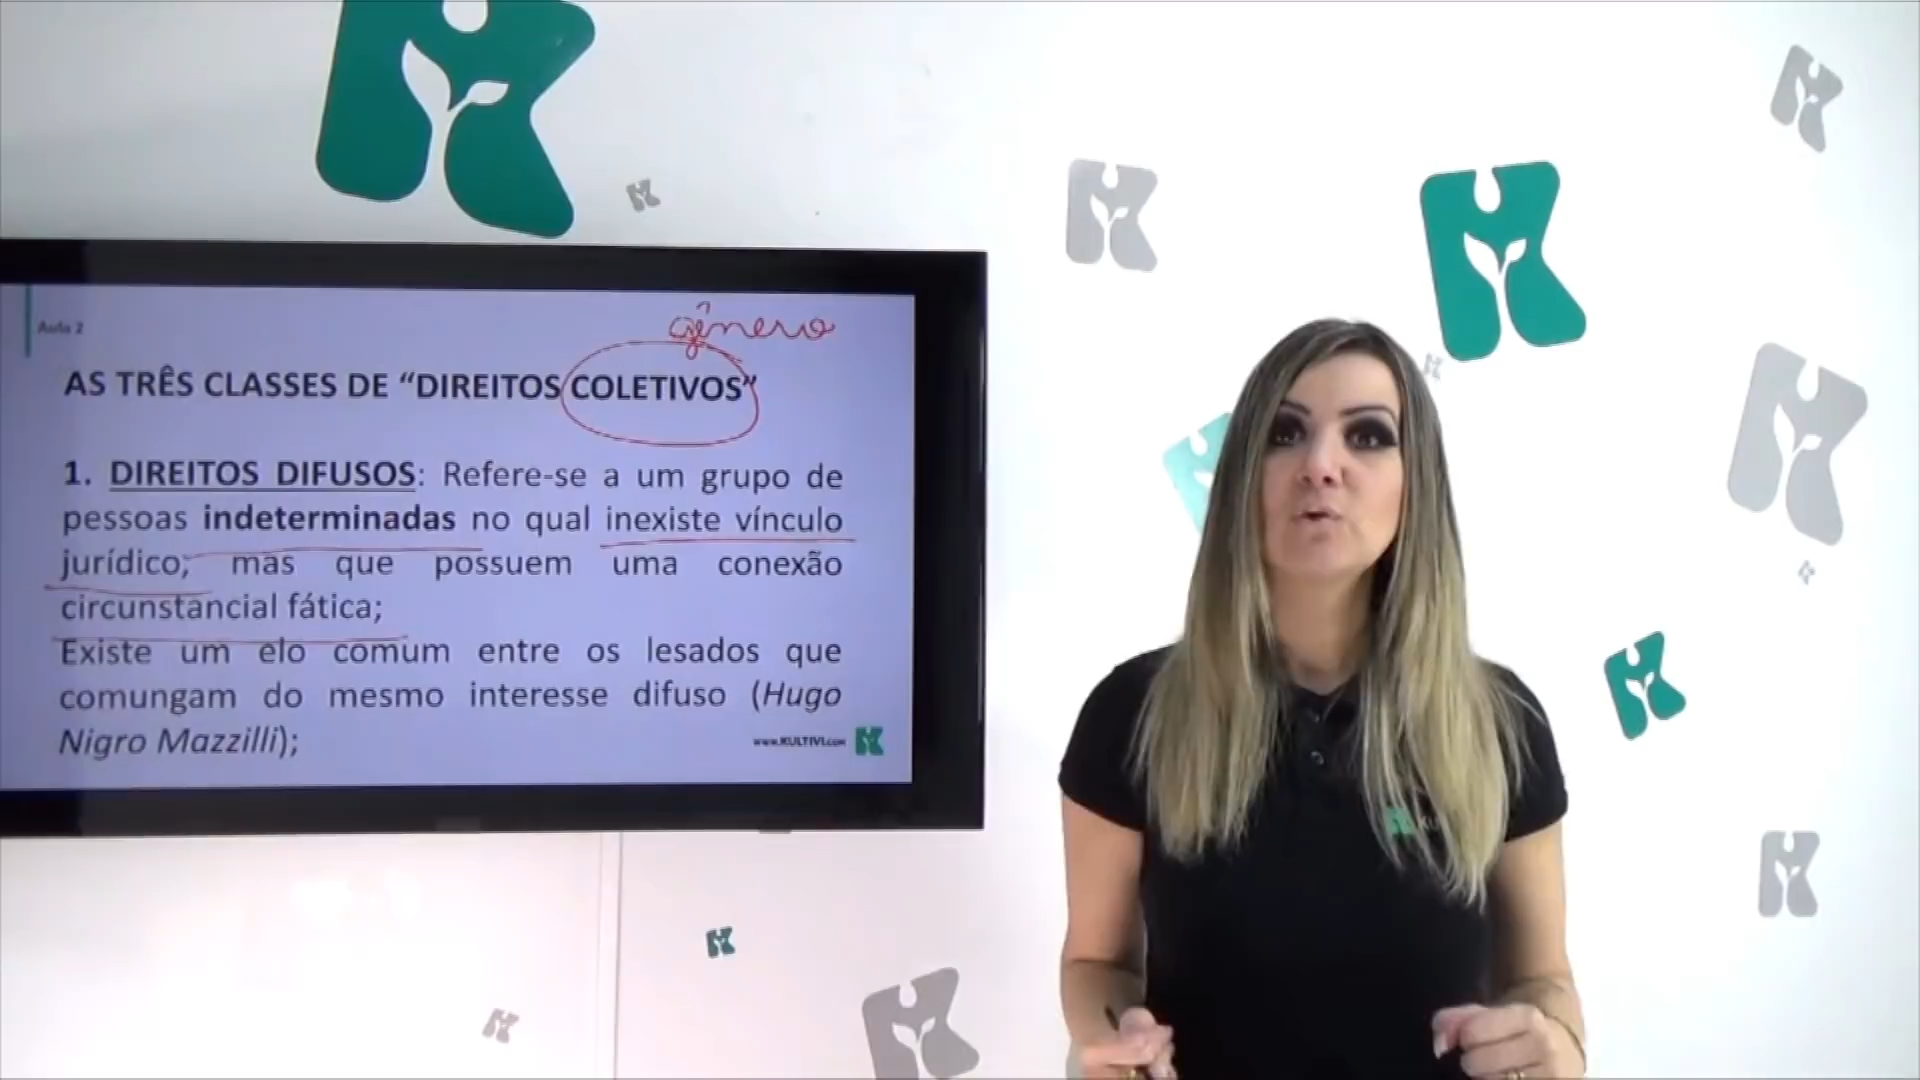 Aula 2
gênero
AS TRÊS CLASSES DE “DIREITOS COLETIVOS”
1. DIREITOS DIFUSOS: Refere-se a um grupo de
pessoas indeterminadas no qual inexiste vínculo
jurídico; mas que possuem uma conexão
circunstancial fática;
Existe um elo comum entre os lesados que
comungam do mesmo interesse difuso (Hugo
Nigro Mazzilli);
www.KULTIVI.com